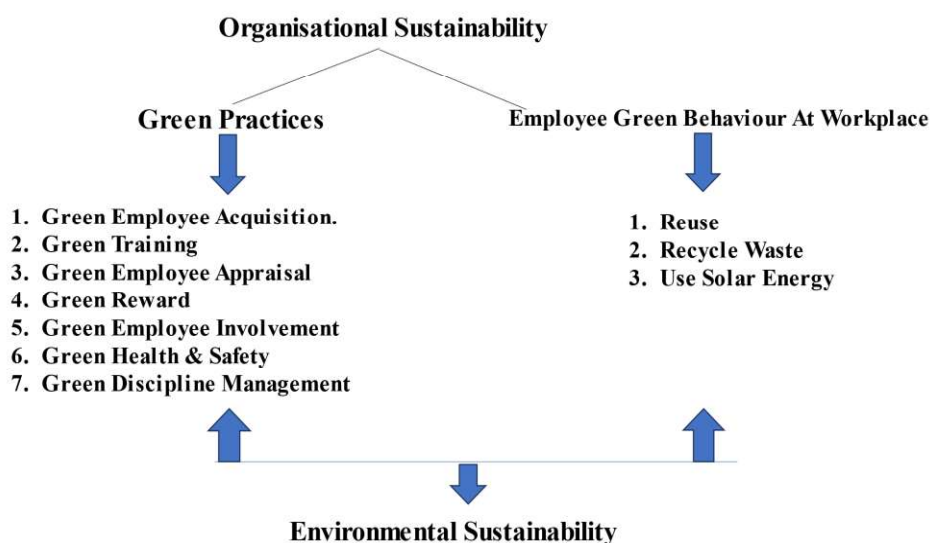 Organisational Sustainability
Green Practices
Employee Green Behaviour At Workplace
1. Green Employee Acquisition.
2. Green Training
3. Green Employee Appraisal
4. Green Reward
5. Green Employee Involvement
6. Green Health & Safety
7. Green Discipline Management
1. Reuse
2. Recycle Waste
3. Use Solar Energy
Environmental Sustainability